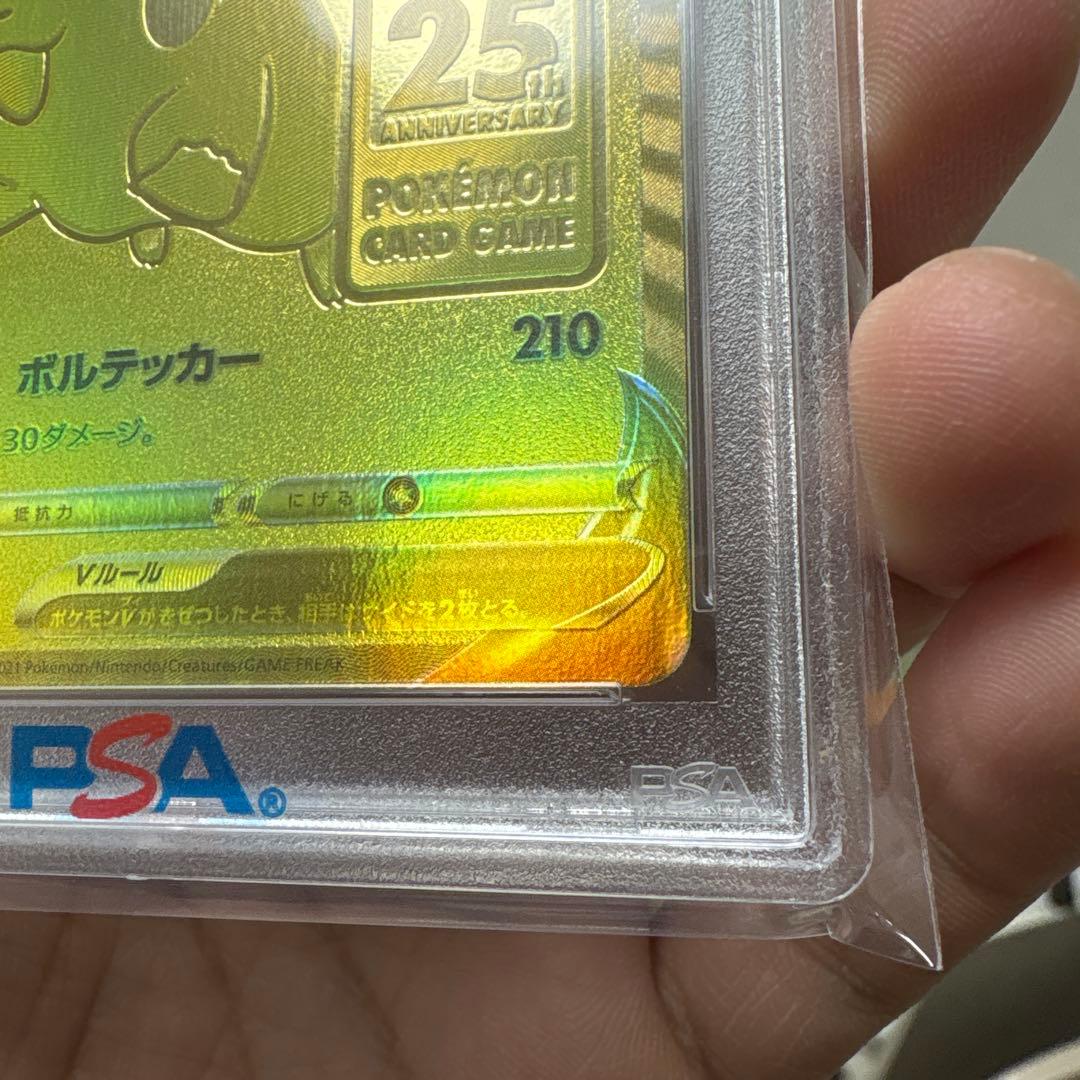 25th
ANNIVERSARY
POKÉMON
CARD GAME
ボルテッカー 210
30ダメージ。
抵抗力 にげる
Vルール
ポケモンVがきぜつしたとき、相手はサイドを2枚とる。
021 Pokémon/Nintendo/Creatures/GAME FREAK
PSA®
PSA